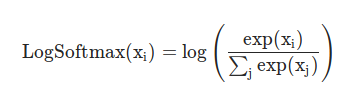 LogSoftmax(xᵢ) = log ( exp(xᵢ) / ∑ⱼ exp(xⱼ) )